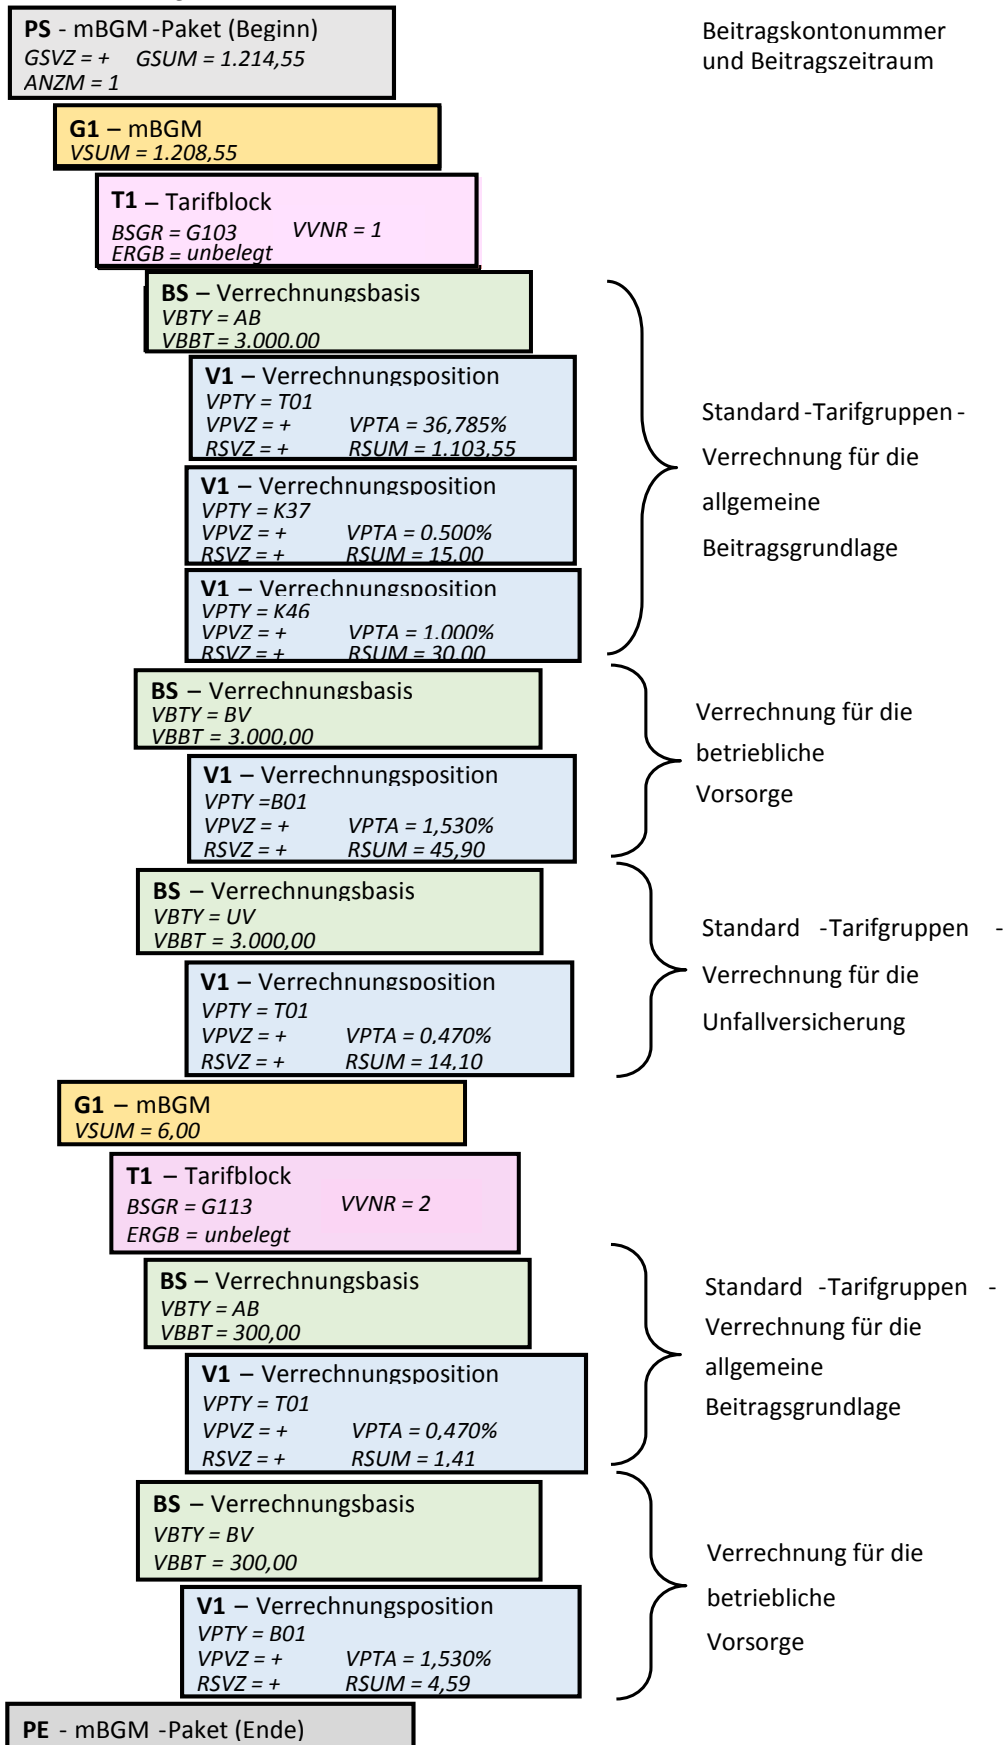 PS - mBGM -Paket (Beginn)
GSVZ = + GSUM = 1.214,55
ANZM = 1
Beitragskontonummer
und Beitragszeitraum
G1 – mBGM
VSUM = 1.208,55
T1 – Tarifblock
BSGR = G103 VVNR = 1
ERGB = unbelegt
BS – Verrechnungsbasis
VBTY = AB
VBBT = 3.000.00
V1 – Verrechnungsposition
VPTY = T01
VPVZ = + VPTA = 36,785%
RSVZ = + RSUM = 1.103,55
V1 – Verrechnungsposition
VPTY = K37
VPVZ = + VPTA = 0.500%
RSVZ = + RSUM = 15.00
V1 – Verrechnungsposition
VPTY = K46
VPVZ = + VPTA = 1.000%
RSVZ = + RSUM = 30.00
Standard -Tarifgruppen -
Verrechnung für die
allgemeine
Beitragsgrundlage
BS – Verrechnungsbasis
VBTY = BV
VBBT = 3.000,00
V1 – Verrechnungsposition
VPTY =B01
VPVZ = + VPTA = 1,530%
RSVZ = + RSUM = 45,90
Verrechnung für die
betriebliche
Vorsorge
BS – Verrechnungsbasis
VBTY = UV
VBBT = 3.000,00
V1 – Verrechnungsposition
VPTY = T01
VPVZ = + VPTA = 0,470%
RSVZ = + RSUM = 14,10
Standard -Tarifgruppen -
Verrechnung für die
Unfallversicherung
G1 – mBGM
VSUM = 6,00
T1 – Tarifblock
BSGR = G113 VVNR = 2
ERGB = unbelegt
BS – Verrechnungsbasis
VBTY = AB
VBBT = 300,00
V1 – Verrechnungsposition
VPTY = T01
VPVZ = + VPTA = 0,470%
RSVZ = + RSUM = 1,41
Standard -Tarifgruppen -
Verrechnung für die
allgemeine
Beitragsgrundlage
BS – Verrechnungsbasis
VBTY = BV
VBBT = 300,00
V1 – Verrechnungsposition
VPTY = B01
VPVZ = + VPTA = 1,530%
RSVZ = + RSUM = 4,59
Verrechnung für die
betriebliche
Vorsorge
PE - mBGM -Paket (Ende)